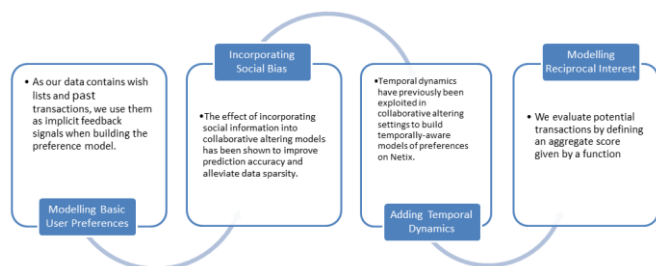 • As our data contains wish
lists and past
transactions, we use them
as implicit feedback
signals when building the
preference model.
Modelling Basic
User Preferences
Incorporating
Social Bias
•The effect of incorporating
social information into
collaborative altering models
has been shown to improve
prediction accuracy and
alleviate data sparsity.
•Temporal dynamics
have previously been
exploited in
collaborative altering
settings to build
temporally-aware
models of preferences
on Netix.
Adding Temporal
Dynamics
Modelling
Reciprocal Interest
• We evaluate potential
transactions by defining
an aggregate score
given by a function